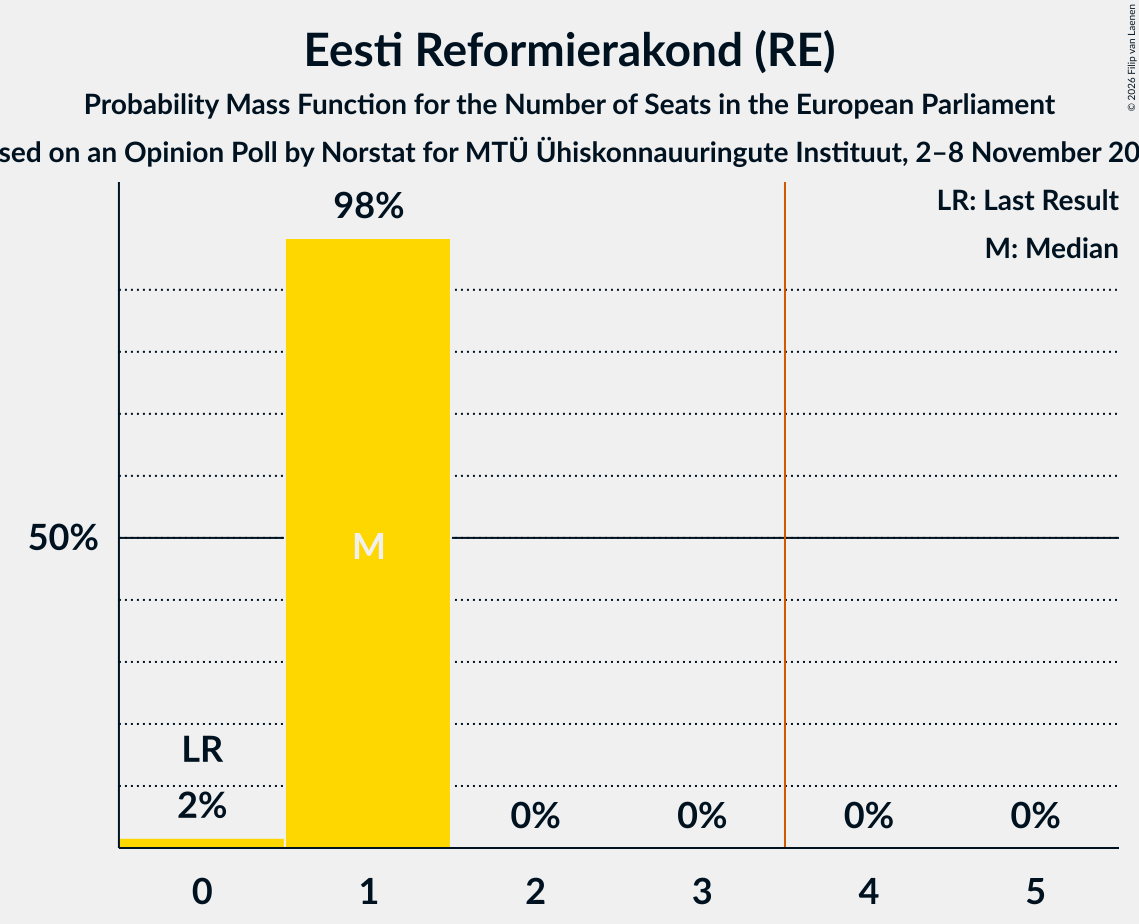 Eesti Reformierakond (RE)
Probability Mass Function for the Number of Seats in the European Parliament
sed on an Opinion Poll by Norstat for MTÜ Ühiskonnauuringute Instituut, 2–8 November 20
© 2026 Filip van Laenen
LR: Last Result
M: Median
98%
50%
M
LR
2%
0%
0%
0%
0%
0 1 2 3 4 5